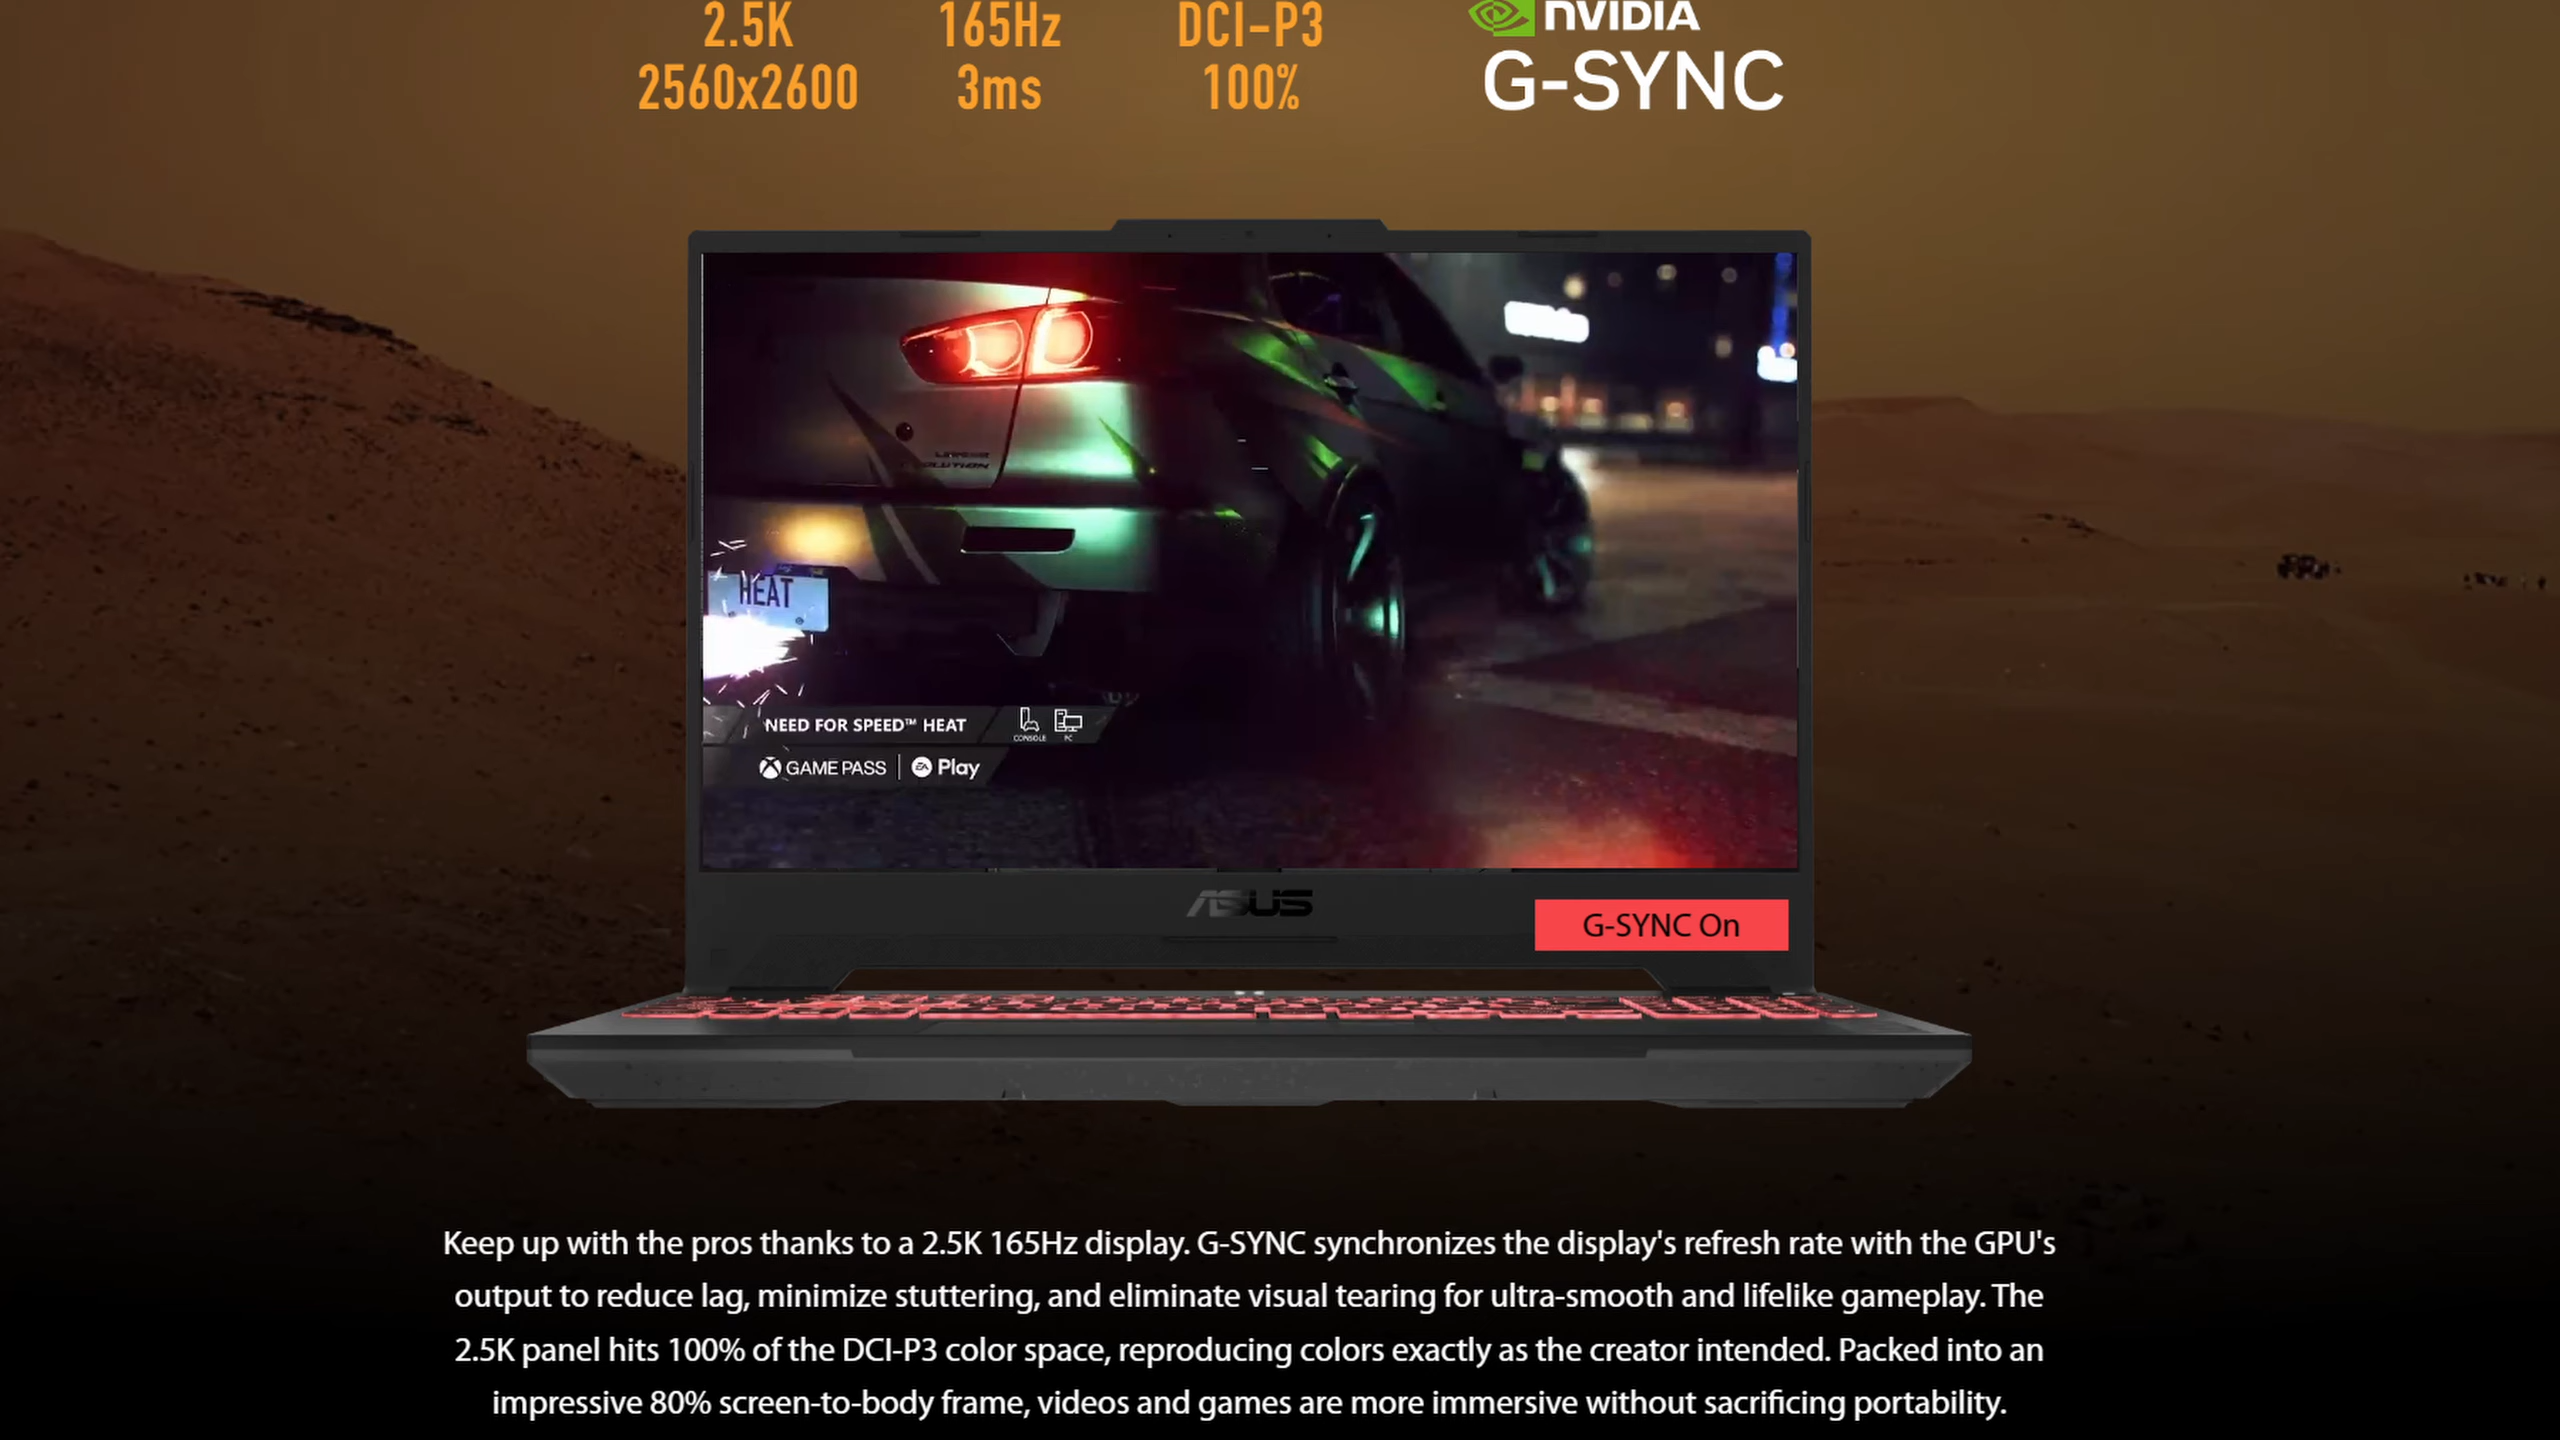 2.5K 165Hz DCI-P3 NVIDIA
2560x2600 3ms 100% G-SYNC
HEAT
NEED FOR SPEED™ HEAT
CONSOLE PC
GAME PASS | EA Play
ASUS
G-SYNC On
Keep up with the pros thanks to a 2.5K 165Hz display. G-SYNC synchronizes the display's refresh rate with the GPU's
output to reduce lag, minimize stuttering, and eliminate visual tearing for ultra-smooth and lifelike gameplay. The
2.5K panel hits 100% of the DCI-P3 color space, reproducing colors exactly as the creator intended. Packed into an
impressive 80% screen-to-body frame, videos and games are more immersive without sacrificing portability.